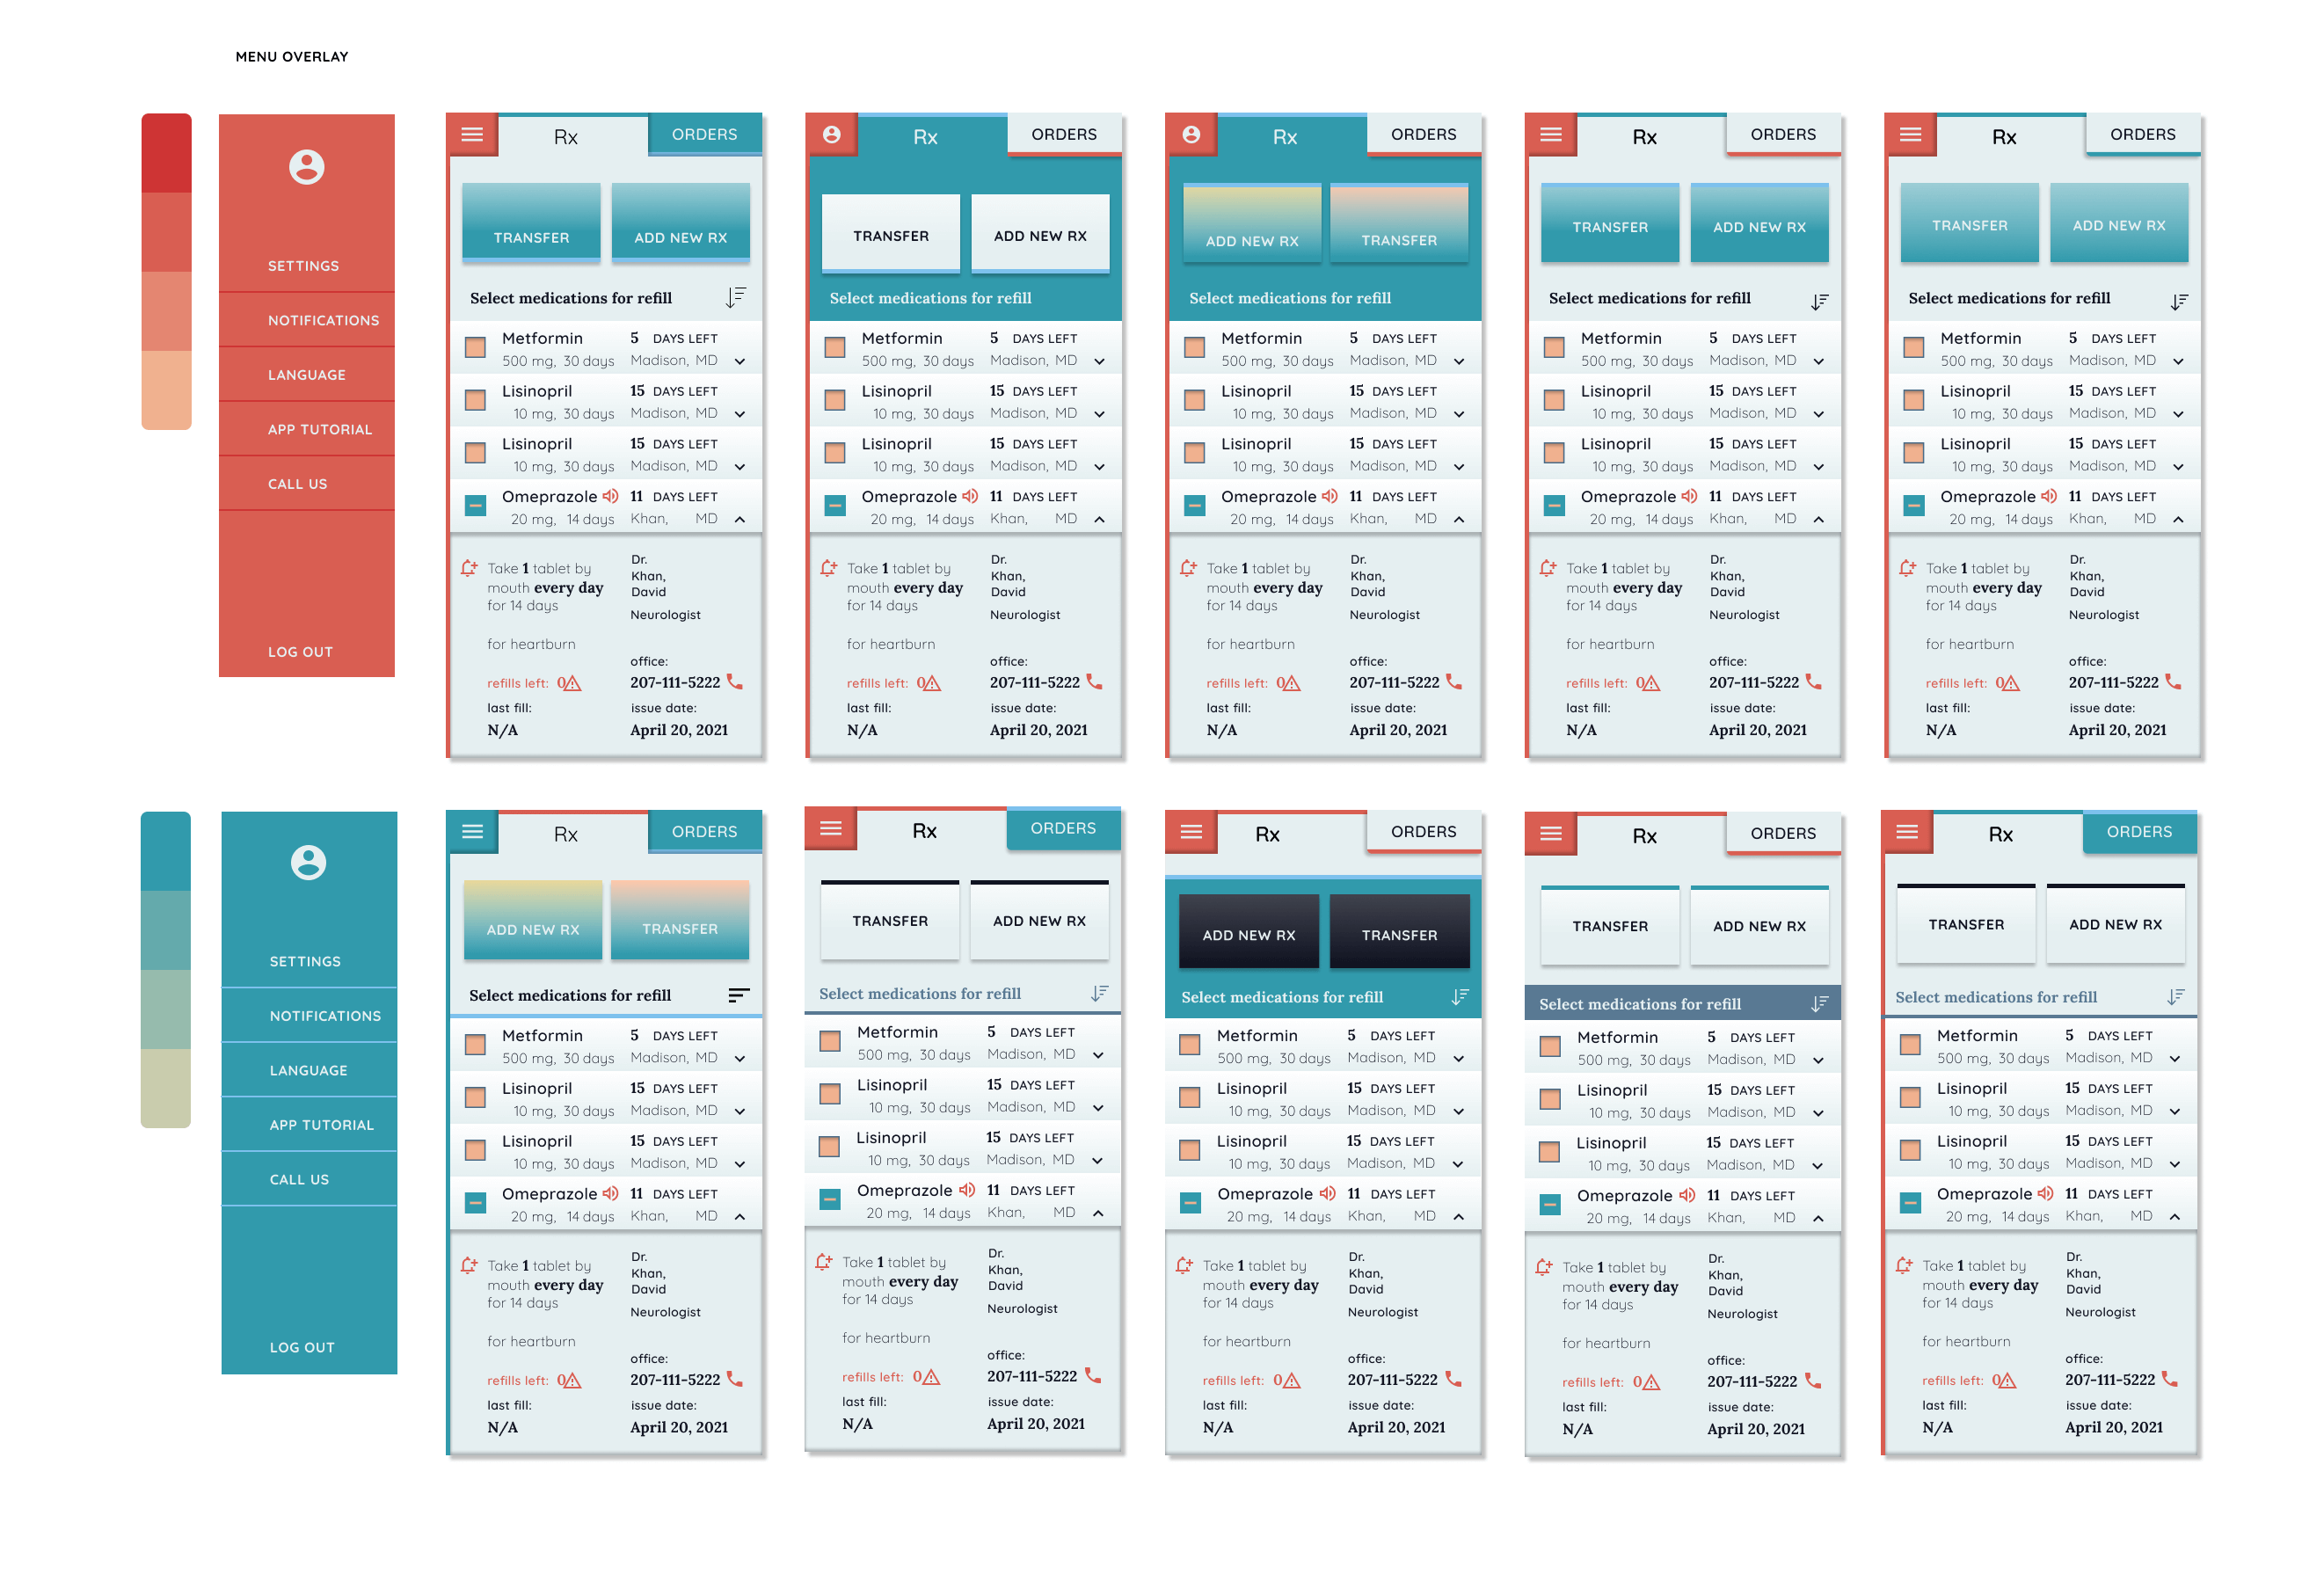 MENU OVERLAY
SETTINGS
NOTIFICATIONS
LANGUAGE
APP TUTORIAL
CALL US
LOG OUT
Rx ORDERS
TRANSFER ADD NEW RX
Select medications for refill
Metformin 5 DAYS LEFT
500 mg, 30 days Madison, MD
Lisinopril 15 DAYS LEFT
10 mg, 30 days Madison, MD
Lisinopril 15 DAYS LEFT
10 mg, 30 days Madison, MD
Omeprazole 11 DAYS LEFT
20 mg, 14 days Khan, MD
Take 1 tablet by
mouth every day
for 14 days
for heartburn
refills left: 0
last fill:
N/A
Dr.
Khan,
David
Neurologist
office:
207-111-5222
issue date:
April 20, 2021
Rx ORDERS
TRANSFER ADD NEW RX
Select medications for refill
Metformin 5 DAYS LEFT
500 mg, 30 days Madison, MD
Lisinopril 15 DAYS LEFT
10 mg, 30 days Madison, MD
Lisinopril 15 DAYS LEFT
10 mg, 30 days Madison, MD
Omeprazole 11 DAYS LEFT
20 mg, 14 days Khan, MD
Take 1 tablet by
mouth every day
for 14 days
for heartburn
refills left: 0
last fill:
N/A
Dr.
Khan,
David
Neurologist
office:
207-111-5222
issue date:
April 20, 2021
Rx ORDERS
ADD NEW RX TRANSFER
Select medications for refill
Metformin 5 DAYS LEFT
500 mg, 30 days Madison, MD
Lisinopril 15 DAYS LEFT
10 mg, 30 days Madison, MD
Lisinopril 15 DAYS LEFT
10 mg, 30 days Madison, MD
Omeprazole 11 DAYS LEFT
20 mg, 14 days Khan, MD
Take 1 tablet by
mouth every day
for 14 days
for heartburn
refills left: 0
last fill:
N/A
Dr.
Khan,
David
Neurologist
office:
207-111-5222
issue date:
April 20, 2021
Rx ORDERS
TRANSFER ADD NEW RX
Select medications for refill
Metformin 5 DAYS LEFT
500 mg, 30 days Madison, MD
Lisinopril 15 DAYS LEFT
10 mg, 30 days Madison, MD
Lisinopril 15 DAYS LEFT
10 mg, 30 days Madison, MD
Omeprazole 11 DAYS LEFT
20 mg, 14 days Khan, MD
Take 1 tablet by
mouth every day
for 14 days
for heartburn
refills left: 0
last fill:
N/A
Dr.
Khan,
David
Neurologist
office:
207-111-5222
issue date:
April 20, 2021
Rx ORDERS
TRANSFER ADD NEW RX
Select medications for refill
Metformin 5 DAYS LEFT
500 mg, 30 days Madison, MD
Lisinopril 15 DAYS LEFT
10 mg, 30 days Madison, MD
Lisinopril 15 DAYS LEFT
10 mg, 30 days Madison, MD
Omeprazole 11 DAYS LEFT
20 mg, 14 days Khan, MD
Take 1 tablet by
mouth every day
for 14 days
for heartburn
refills left: 0
last fill:
N/A
Dr.
Khan,
David
Neurologist
office:
207-111-5222
issue date:
April 20, 2021
SETTINGS
NOTIFICATIONS
LANGUAGE
APP TUTORIAL
CALL US
LOG OUT
Rx ORDERS
ADD NEW RX TRANSFER
Select medications for refill
Metformin 5 DAYS LEFT
500 mg, 30 days Madison, MD
Lisinopril 15 DAYS LEFT
10 mg, 30 days Madison, MD
Lisinopril 15 DAYS LEFT
10 mg, 30 days Madison, MD
Omeprazole 11 DAYS LEFT
20 mg, 14 days Khan, MD
Take 1 tablet by
mouth every day
for 14 days
for heartburn
refills left: 0
last fill:
N/A
Dr.
Khan,
David
Neurologist
office:
207-111-5222
issue date:
April 20, 2021
Rx ORDERS
TRANSFER ADD NEW RX
Select medications for refill
Metformin 5 DAYS LEFT
500 mg, 30 days Madison, MD
Lisinopril 15 DAYS LEFT
10 mg, 30 days Madison, MD
Lisinopril 15 DAYS LEFT
10 mg, 30 days Madison, MD
Omeprazole 11 DAYS LEFT
20 mg, 14 days Khan, MD
Take 1 tablet by
mouth every day
for 14 days
for heartburn
refills left: 0
last fill:
N/A
Dr.
Khan,
David
Neurologist
office:
207-111-5222
issue date:
April 20, 2021
Rx ORDERS
ADD NEW RX TRANSFER
Select medications for refill
Metformin 5 DAYS LEFT
500 mg, 30 days Madison, MD
Lisinopril 15 DAYS LEFT
10 mg, 30 days Madison, MD
Lisinopril 15 DAYS LEFT
10 mg, 30 days Madison, MD
Omeprazole 11 DAYS LEFT
20 mg, 14 days Khan, MD
Take 1 tablet by
mouth every day
for 14 days
for heartburn
refills left: 0
last fill:
N/A
Dr.
Khan,
David
Neurologist
office:
207-111-5222
issue date:
April 20, 2021
Rx ORDERS
TRANSFER ADD NEW RX
Select medications for refill
Metformin 5 DAYS LEFT
500 mg, 30 days Madison, MD
Lisinopril 15 DAYS LEFT
10 mg, 30 days Madison, MD
Lisinopril 15 DAYS LEFT
10 mg, 30 days Madison, MD
Omeprazole 11 DAYS LEFT
20 mg, 14 days Khan, MD
Take 1 tablet by
mouth every day
for 14 days
for heartburn
refills left: 0
last fill:
N/A
Dr.
Khan,
David
Neurologist
office:
207-111-5222
issue date:
April 20, 2021
Rx ORDERS
TRANSFER ADD NEW RX
Select medications for refill
Metformin 5 DAYS LEFT
500 mg, 30 days Madison, MD
Lisinopril 15 DAYS LEFT
10 mg, 30 days Madison, MD
Lisinopril 15 DAYS LEFT
10 mg, 30 days Madison, MD
Omeprazole 11 DAYS LEFT
20 mg, 14 days Khan, MD
Take 1 tablet by
mouth every day
for 14 days
for heartburn
refills left: 0
last fill:
N/A
Dr.
Khan,
David
Neurologist
office:
207-111-5222
issue date:
April 20, 2021